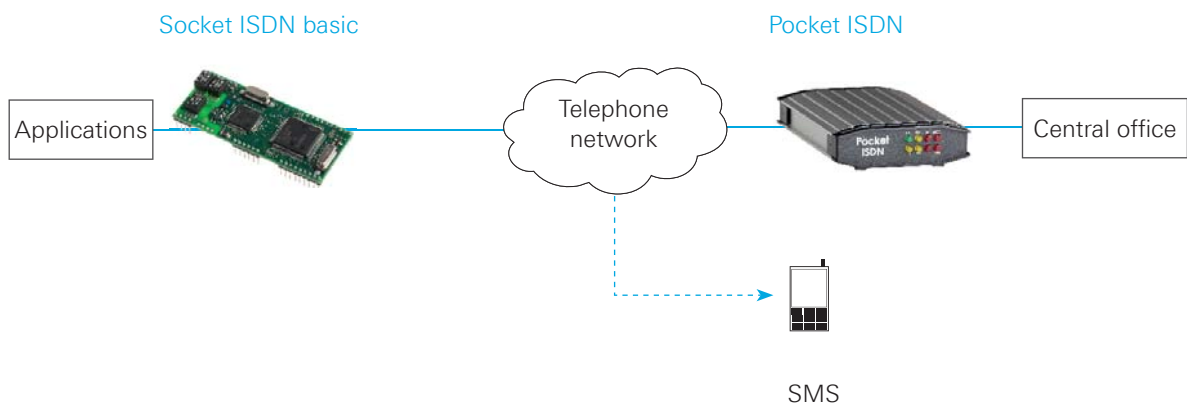 Socket ISDN basic
Pocket ISDN
Applications
Telephone
network
Pocket
ISDN
Central office
SMS